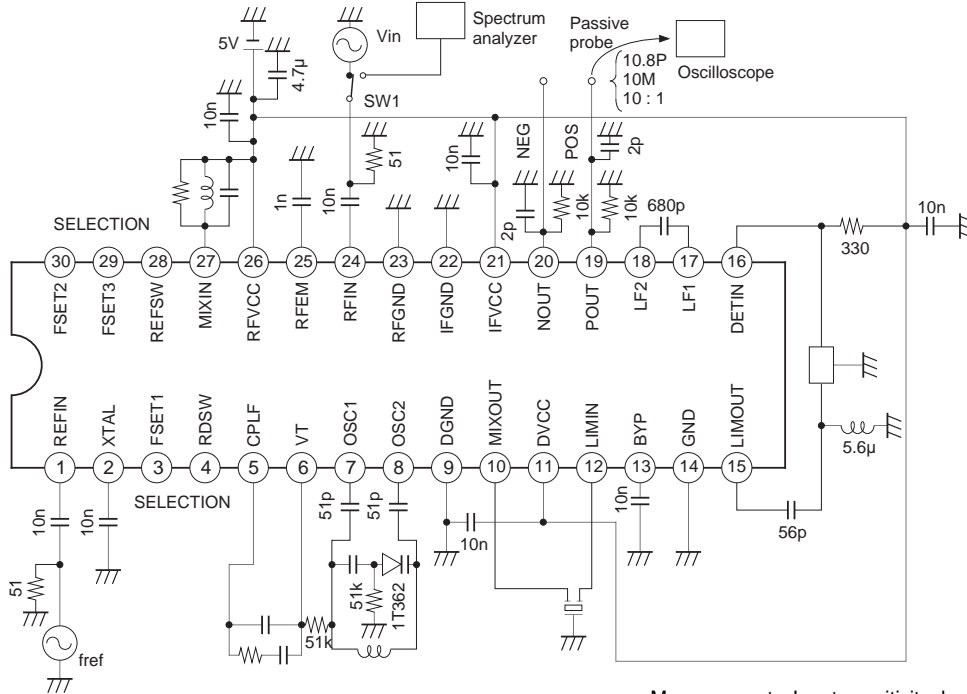 5V
4.7µ
10n
Vin
SW1
Spectrum
analyzer
Passive
probe
10.8P
10M
10 : 1
Oscilloscope
NEG
POS
1n
10n
51
10n
2p
10k
2p
10k
680p
330
10n
SELECTION
30
29
28
27
26
25
24
23
22
21
20
19
18
17
16
FSET2
FSET3
REFSW
MIXIN
RFVCC
RFEM
RFIN
RFGND
IFGND
IFVCC
NOUT
POUT
LF2
LF1
DETIN
REFIN
XTAL
FSET1
RDSW
CPLF
VT
OSC1
OSC2
DGND
MIXOUT
DVCC
LIMIN
BYP
GND
LIMOUT
1
2
3
4
5
6
7
8
9
10
11
12
13
14
15
SELECTION
5.6µ
10n
10n
51p
51p
10n
10n
56p
51
51k
1T362
51k
fref